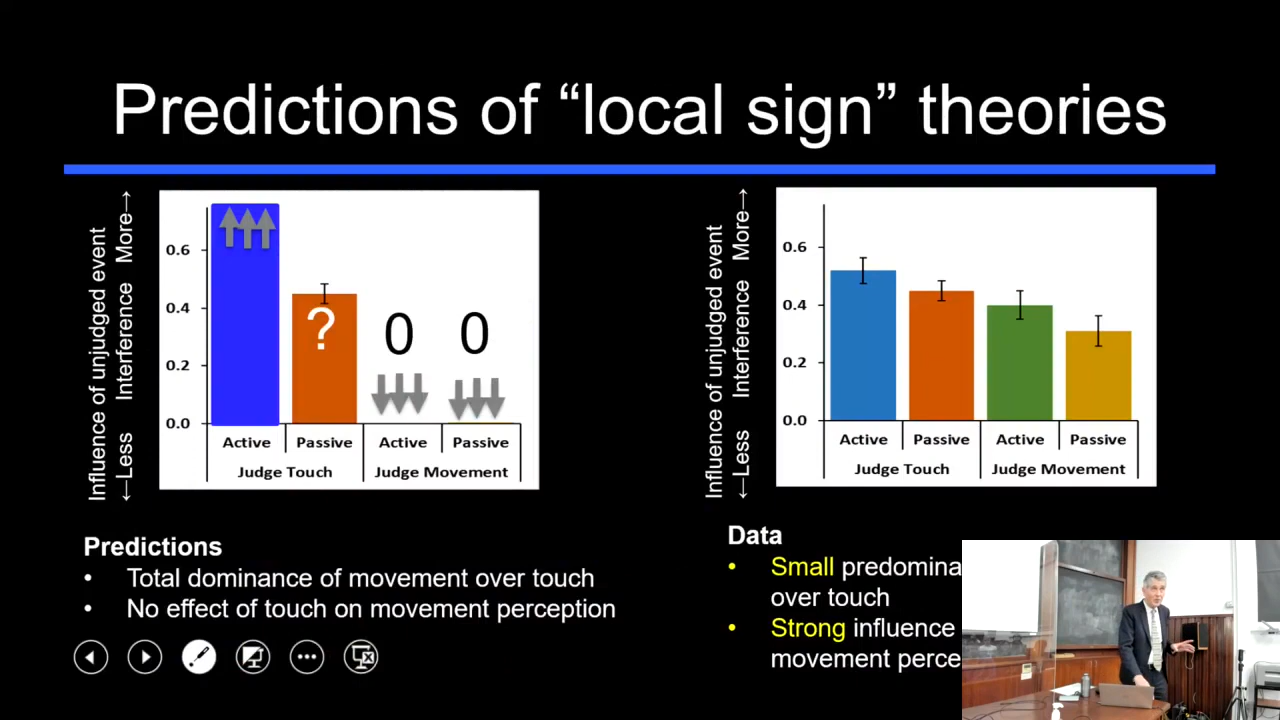 Predictions of “local sign” theories
Influence of unjudged event
←Less Interference More→
0.6
0.4
0.2
0.0
?
0
0
Active
Passive
Active
Passive
Judge Touch
Judge Movement
Predictions
• Total dominance of movement over touch
• No effect of touch on movement perception
Influence of unjudged event
←Less Interference More→
0.6
0.4
0.2
0.0
Active
Passive
Active
Passive
Judge Touch
Judge Movement
Data
• Small predomina
over touch
• Strong influence
movement perce